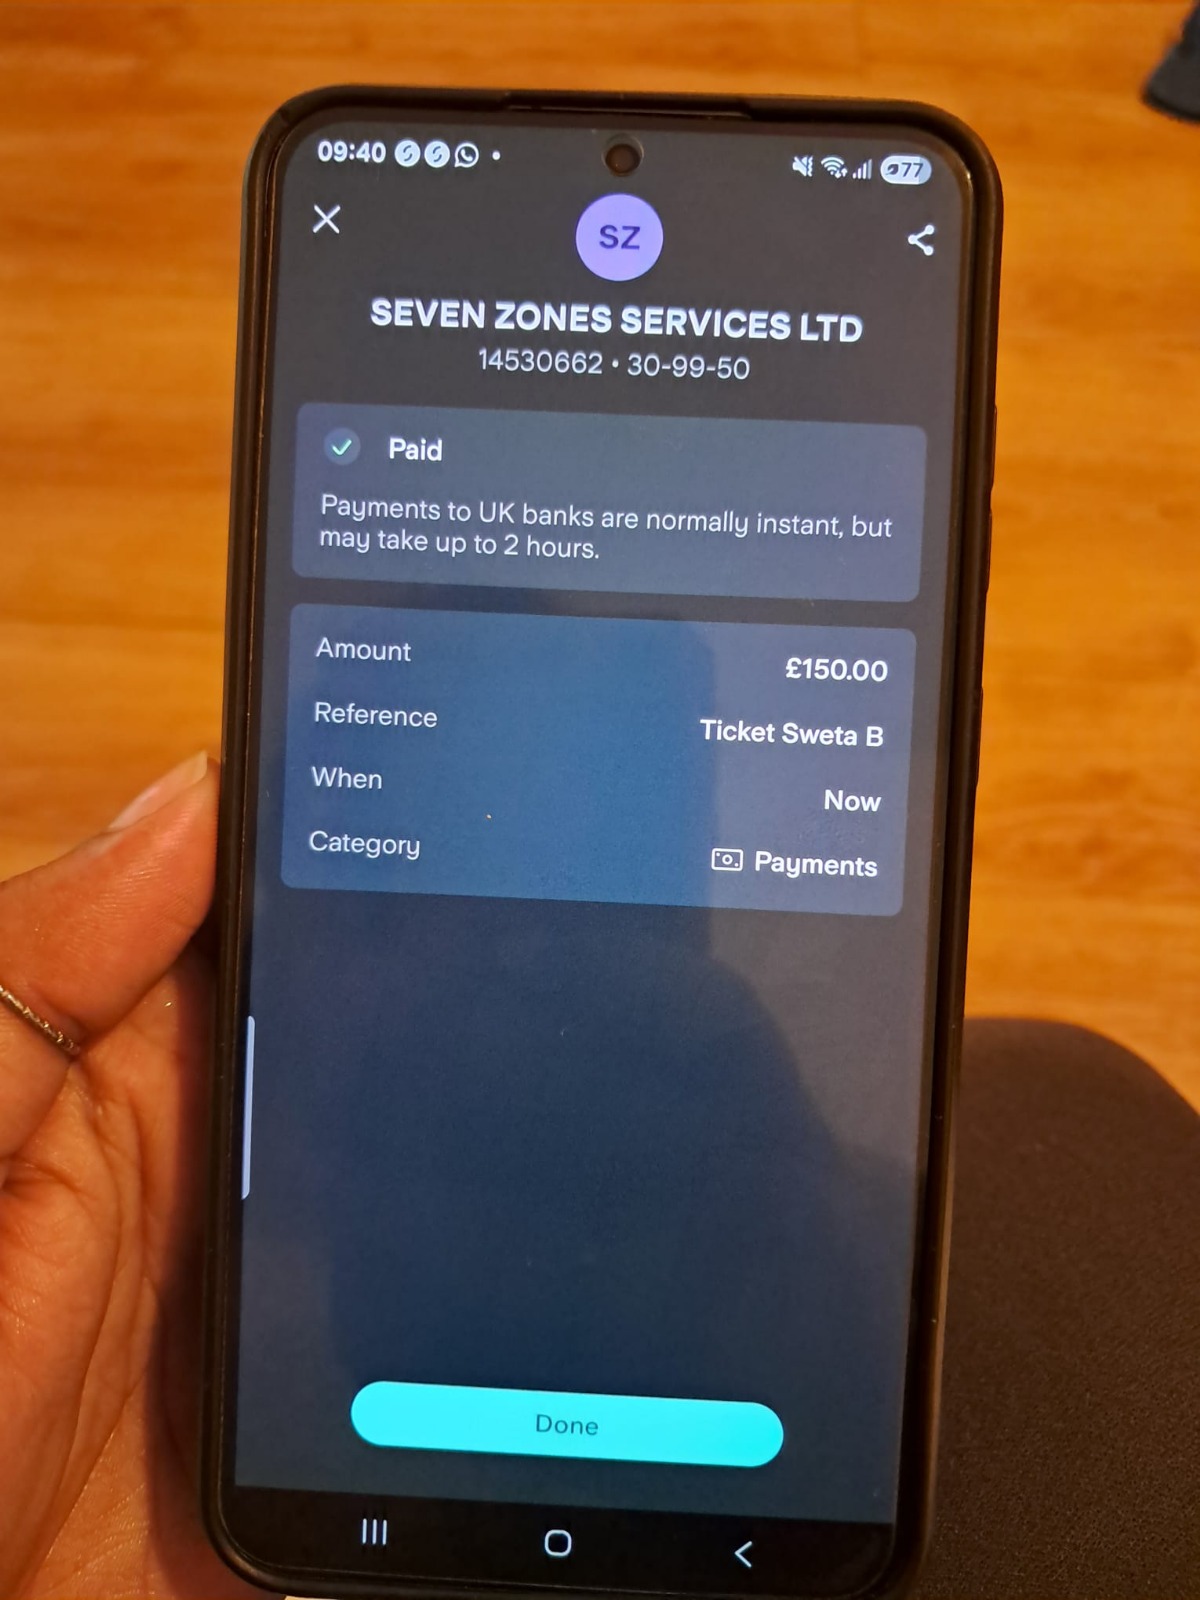 09:40
77
SZ
SEVEN ZONES SERVICES LTD
14530662 • 30-99-50
Paid
Payments to UK banks are normally instant, but
may take up to 2 hours.
Amount £150.00
Reference Ticket Sweta B
When Now
Category Payments
Done